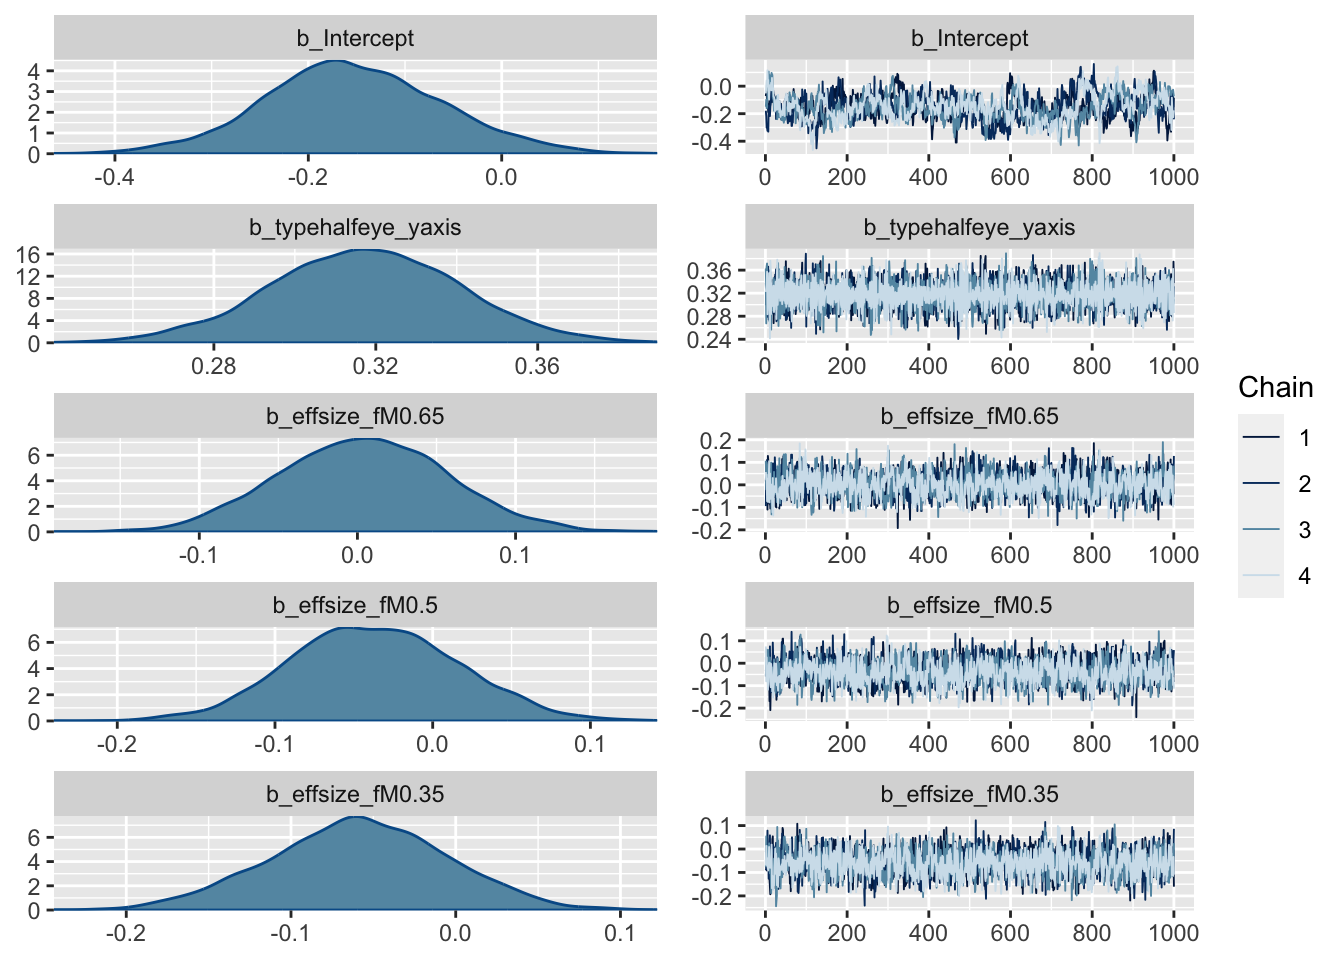 b_Intercept b_Intercept
4
3
2
1
0
-0.4 -0.2 0.0
0.0
-0.2
-0.4
0 200 400 600 800 1000
b_typehalfeye_yaxis b_typehalfeye_yaxis
16
12
8
4
0
0.28 0.32 0.36
0.36
0.32
0.28
0.24
0 200 400 600 800 1000
b_effsize_fM0.65 b_effsize_fM0.65
6
4
2
0
-0.1 0.0 0.1
0.2
0.1
0.0
-0.1
-0.2
0 200 400 600 800 1000
b_effsize_fM0.5 b_effsize_fM0.5
6
4
2
0
-0.2 -0.1 0.0 0.1
0.1
0.0
-0.1
-0.2
0 200 400 600 800 1000
b_effsize_fM0.35 b_effsize_fM0.35
6
4
2
0
-0.2 -0.1 0.0 0.1
0.1
0.0
-0.1
-0.2
0 200 400 600 800 1000
Chain
1
2
3
4